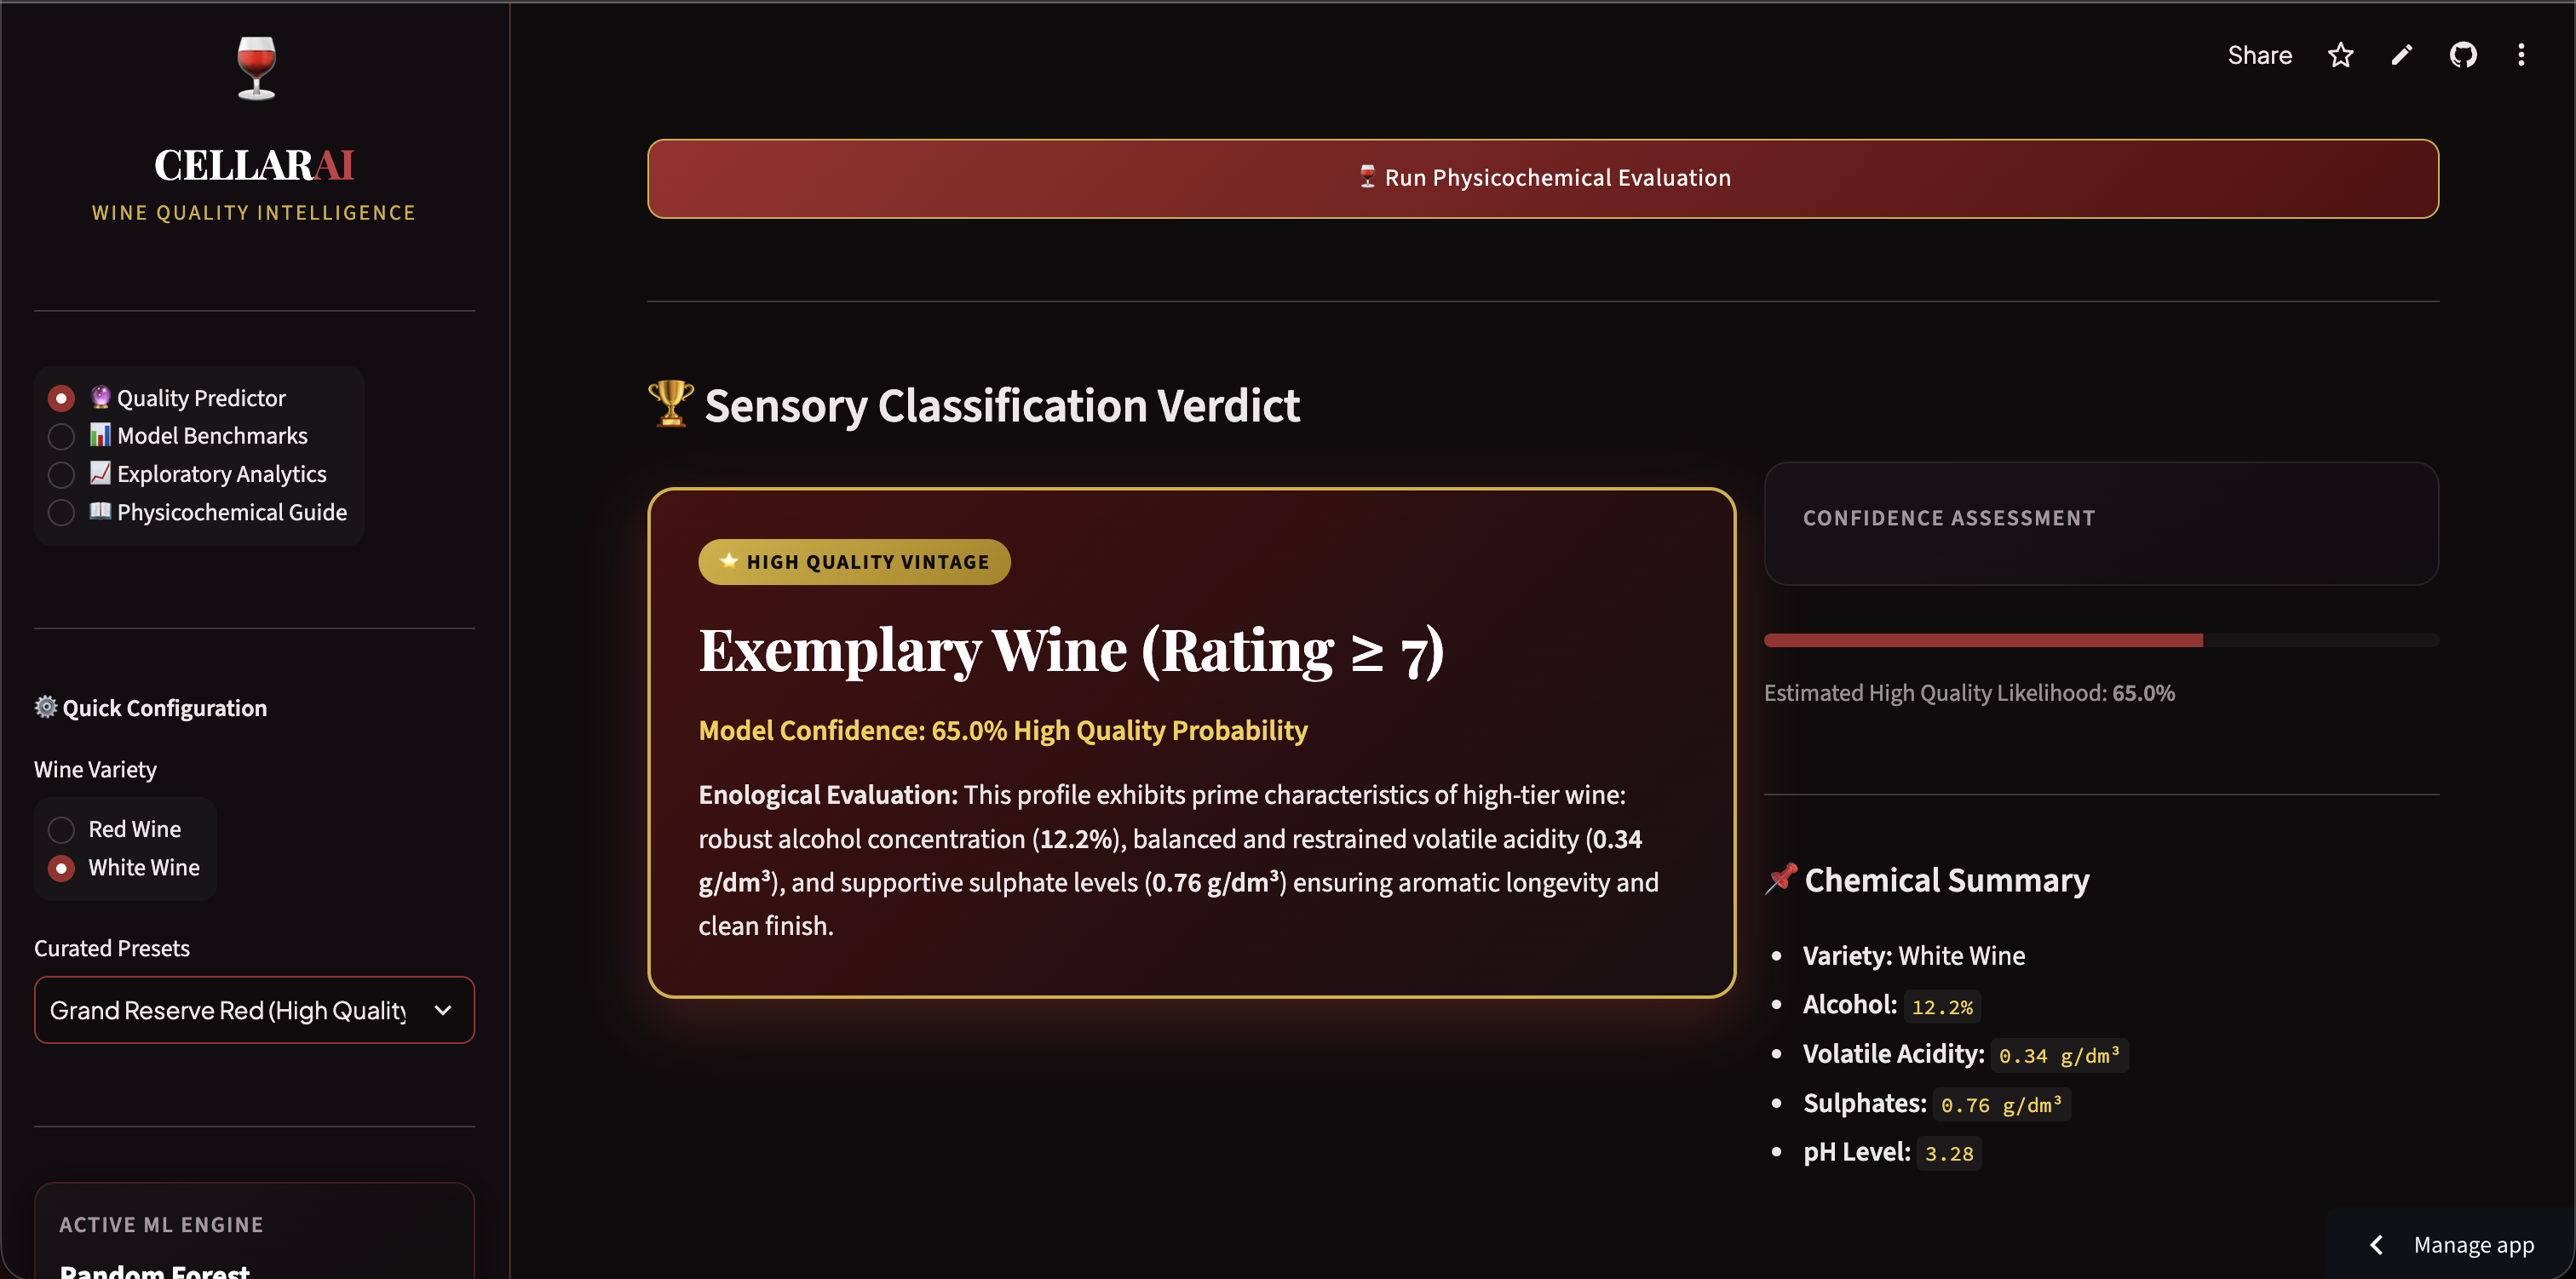 CELLARAI
WINE QUALITY INTELLIGENCE
Quality Predictor
Model Benchmarks
Exploratory Analytics
Physicochemical Guide
Quick Configuration
Wine Variety
Red Wine
White Wine
Curated Presets
Grand Reserve Red (High Quality
ACTIVE ML ENGINE
Random Forest
Share
Run Physicochemical Evaluation
Sensory Classification Verdict
HIGH QUALITY VINTAGE
Exemplary Wine (Rating ≥ 7)
Model Confidence: 65.0% High Quality Probability
Enological Evaluation: This profile exhibits prime characteristics of high-tier wine:
robust alcohol concentration (12.2%), balanced and restrained volatile acidity (0.34
g/dm³), and supportive sulphate levels (0.76 g/dm³) ensuring aromatic longevity and
clean finish.
CONFIDENCE ASSESSMENT
Estimated High Quality Likelihood: 65.0%
Chemical Summary
Variety: White Wine
Alcohol: 12.2%
Volatile Acidity: 0.34 g/dm³
Sulphates: 0.76 g/dm³
pH Level: 3.28
Manage app